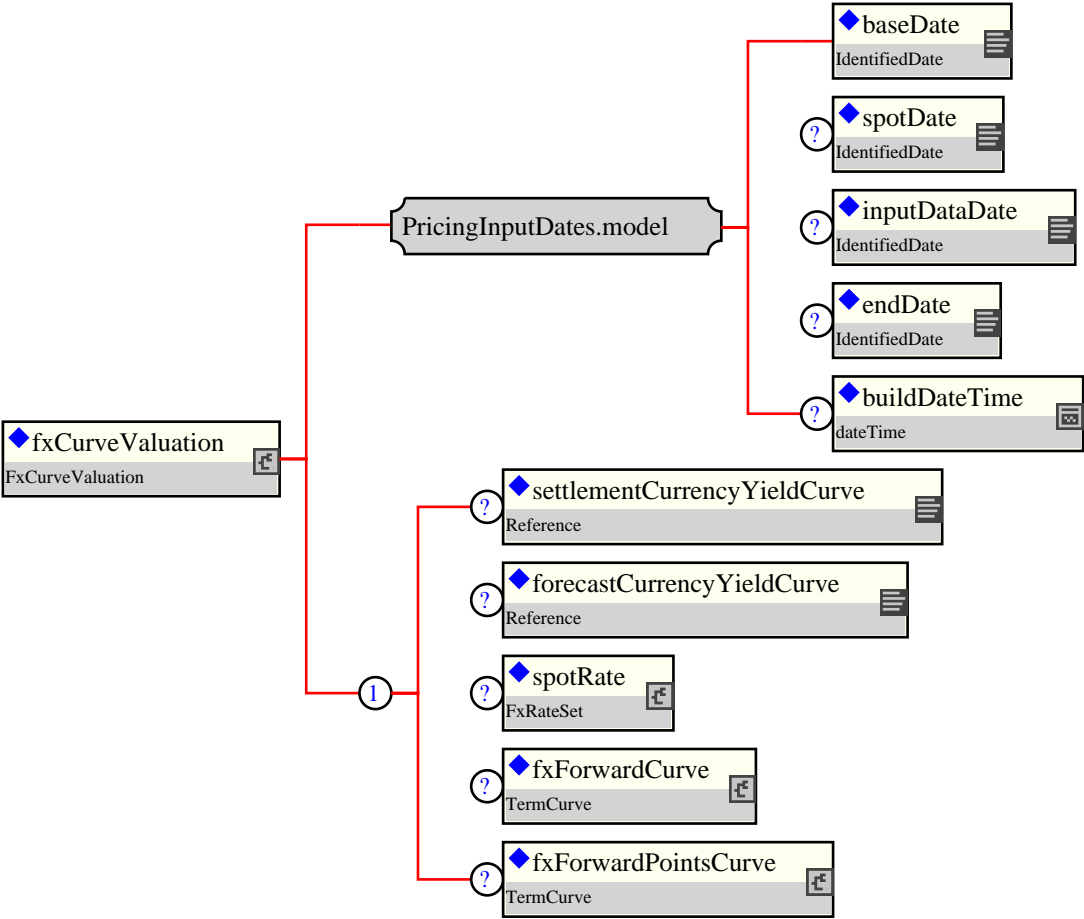 baseDate
IdentifiedDate
?
spotDate
IdentifiedDate
?
inputDataDate
IdentifiedDate
PricingInputDates.model
?
endDate
IdentifiedDate
?
buildDateTime
dateTime
fxCurveValuation
FxCurveValuation
?
settlementCurrencyYieldCurve
Reference
?
forecastCurrencyYieldCurve
Reference
1
?
spotRate
FxRateSet
?
fxForwardCurve
TermCurve
?
fxForwardPointsCurve
TermCurve